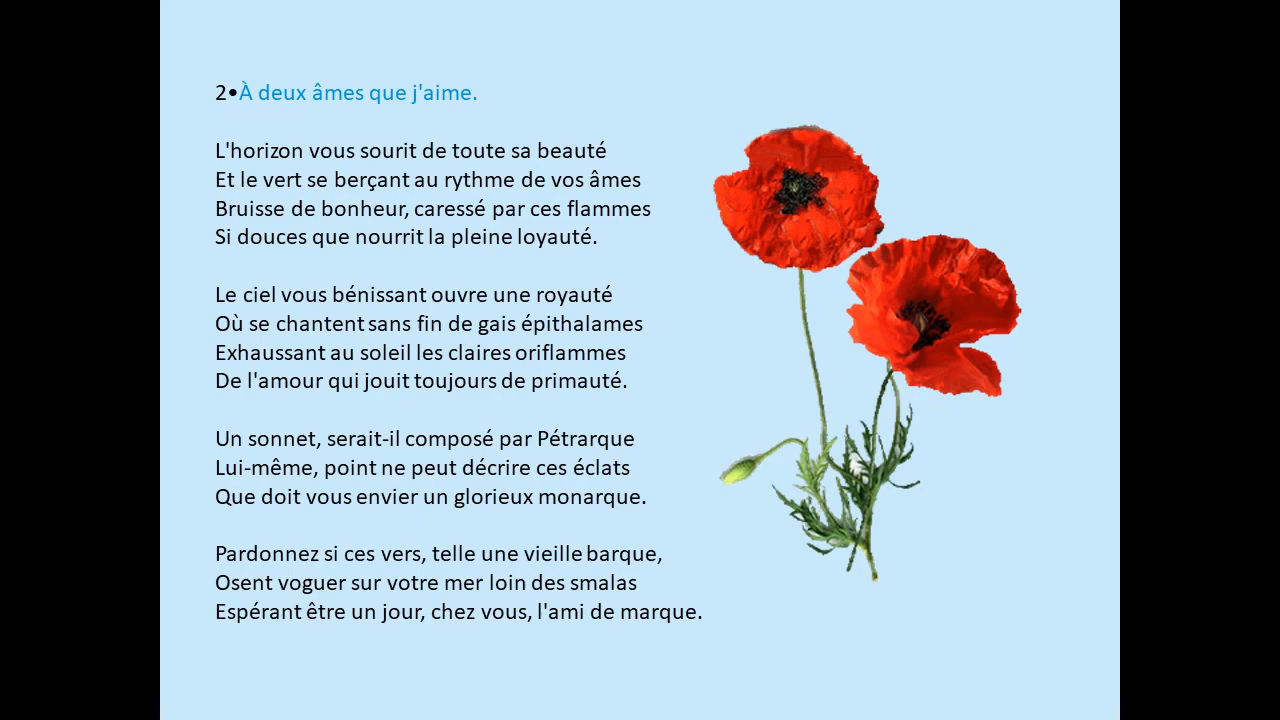 2•À deux âmes que j'aime.
L'horizon vous sourit de toute sa beauté
Et le vert se berçant au rythme de vos âmes
Bruisse de bonheur, caressé par ces flammes
Si douces que nourrit la pleine loyauté.
Le ciel vous bénissant ouvre une royauté
Où se chantent sans fin de gais épithalames
Exhaussant au soleil les claires oriflammes
De l'amour qui jouit toujours de primauté.
Un sonnet, serait-il composé par Pétrarque
Lui-même, point ne peut décrire ces éclats
Que doit vous envier un glorieux monarque.
Pardonnez si ces vers, telle une vieille barque,
Osent voguer sur votre mer loin des smalas
Espérant être un jour, chez vous, l'ami de marque.